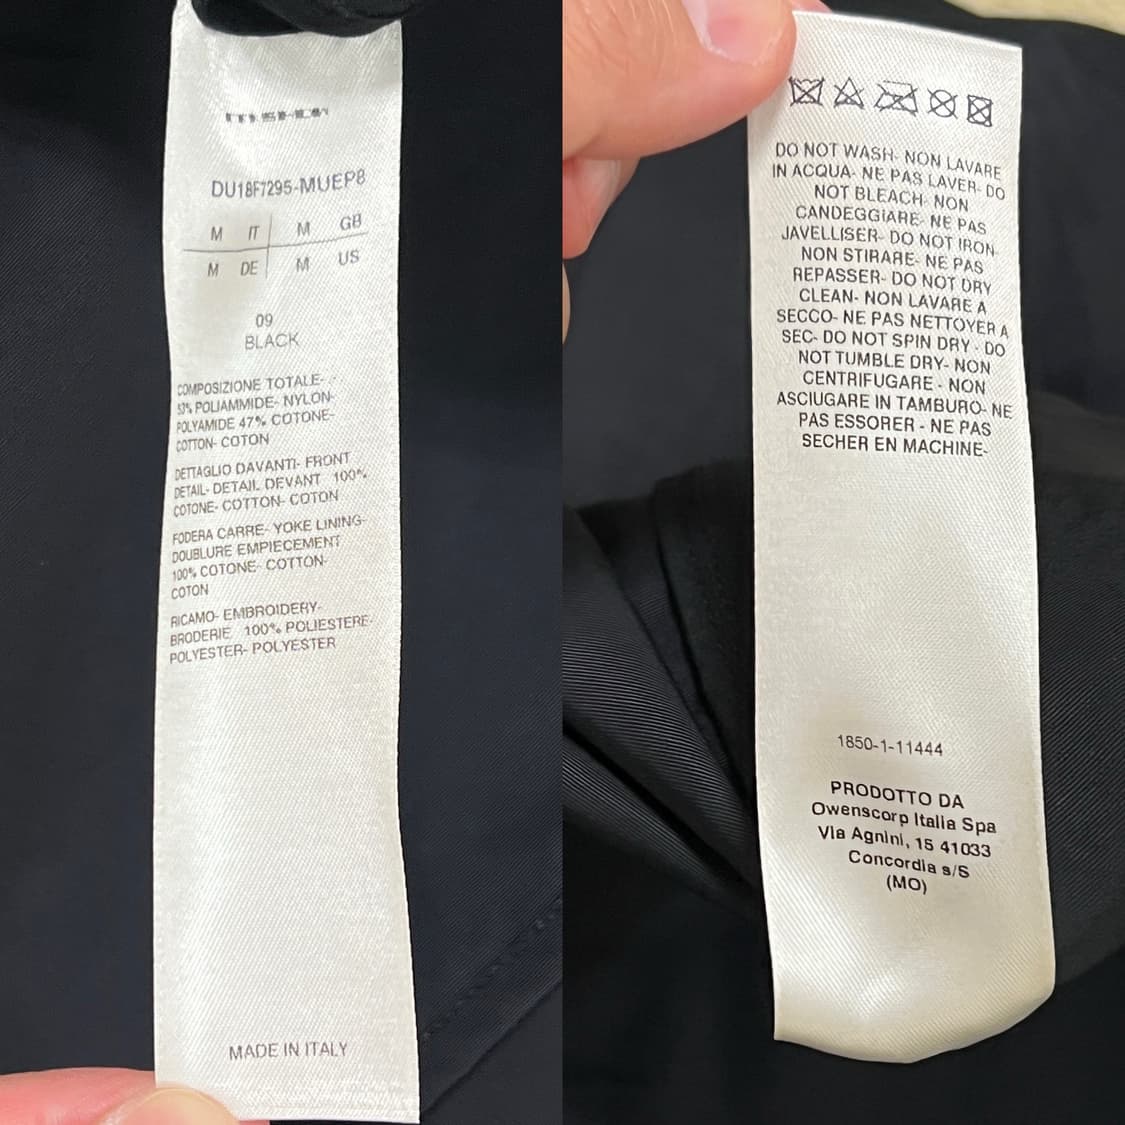 DU18F7295-MUEP8
M IT M GB
M DE M US
09
BLACK
COMPOSIZIONE TOTALE-
53% POLIAMMIDE- NYLON-
POLYAMIDE 47% COTONE-
COTTON- COTON
DETTAGLIO DAVANTI- FRONT
DETAIL- DETAIL DEVANT 100%
COTONE- COTTON- COTON
FODERA CARRE- YOKE LINING-
DOUBLURE EMPIECEMENT
100% COTONE- COTTON-
COTON
RICAMO- EMBROIDERY-
BRODERIE 100% POLIESTERE-
POLYESTER- POLYESTER
MADE IN ITALY
DO NOT WASH- NON LAVARE
IN ACQUA- NE PAS LAVER- DO
NOT BLEACH- NON
CANDEGGIARE- NE PAS
JAVELLISER- DO NOT IRON-
NON STIRARE- NE PAS
REPASSER- DO NOT DRY
CLEAN- NON LAVARE A
SECCO- NE PAS NETTOYER A
SEC- DO NOT SPIN DRY - DO
NOT TUMBLE DRY- NON
CENTRIFUGARE - NON
ASCIUGARE IN TAMBURO- NE
PAS ESSORER - NE PAS
SECHER EN MACHINE-
1850-1-11444
PRODOTTO DA
Owenscorp Italia Spa
Via Agnini, 15 41033
Concordia s/S
(MO)